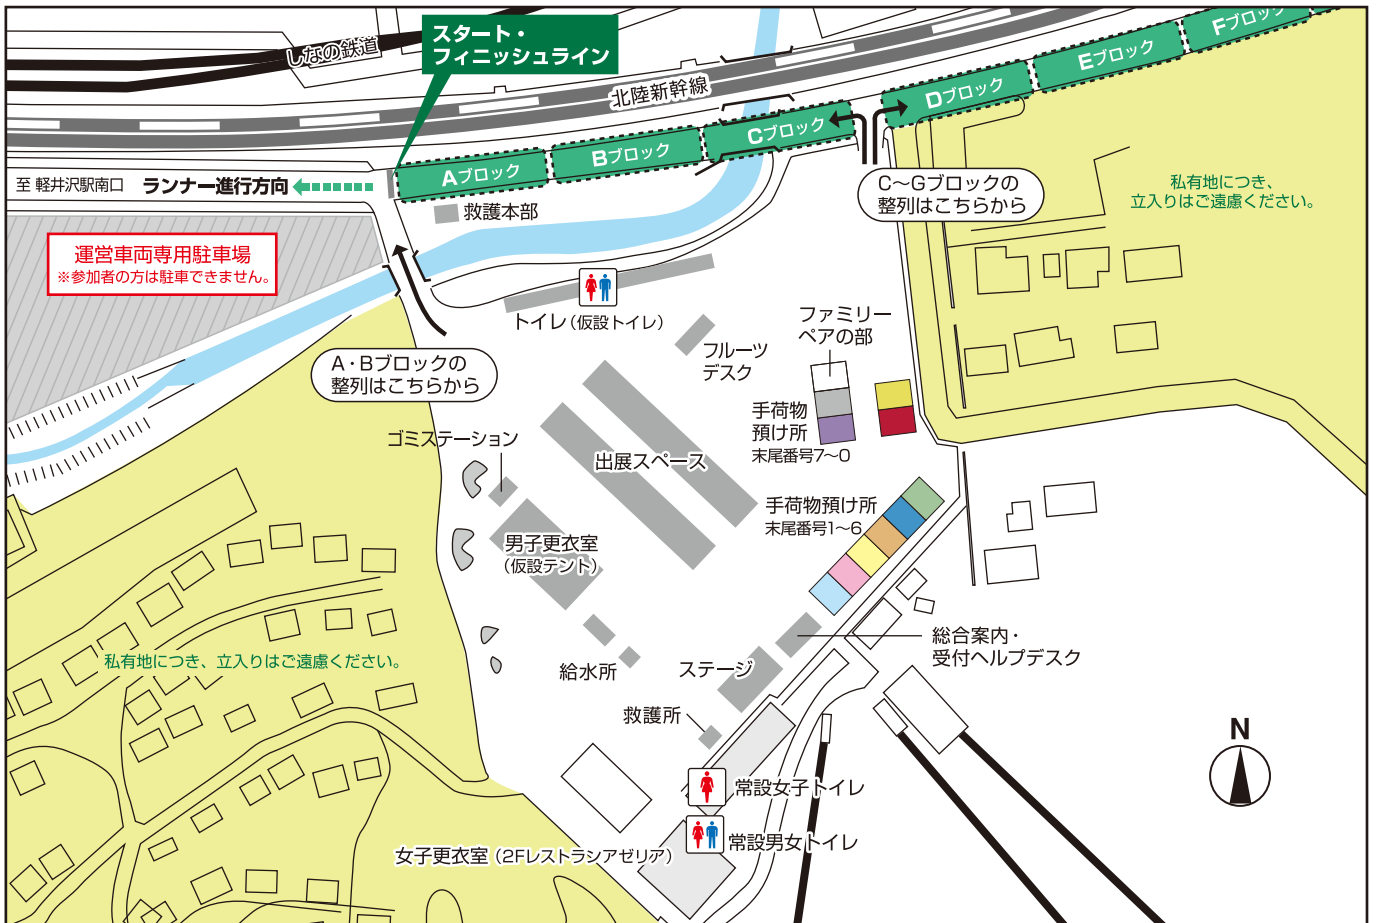 しなの鉄道
スタート・
フィニッシュライン
北陸新幹線
Aブロック
Bブロック
Cブロック
Dブロック
Eブロック
Fブロック
至 軽井沢駅南口
ランナー進行方向
救護本部
C〜Gブロックの
整列はこちらから
私有地につき、
立入りはご遠慮ください。
運営車両専用駐車場
※参加者の方は駐車できません。
トイレ(仮設トイレ)
A・Bブロックの
整列はこちらから
フルーツ
デスク
ファミリー
ペアの部
手荷物
預け所
末尾番号7〜0
ゴミステーション
出展スペース
手荷物預け所
末尾番号1〜6
男子更衣室
(仮設テント)
私有地につき、立入りはご遠慮ください。
給水所
ステージ
総合案内・
受付ヘルプデスク
救護所
N
常設女子トイレ
常設男女トイレ
女子更衣室(2Fレストラシアゼリア)